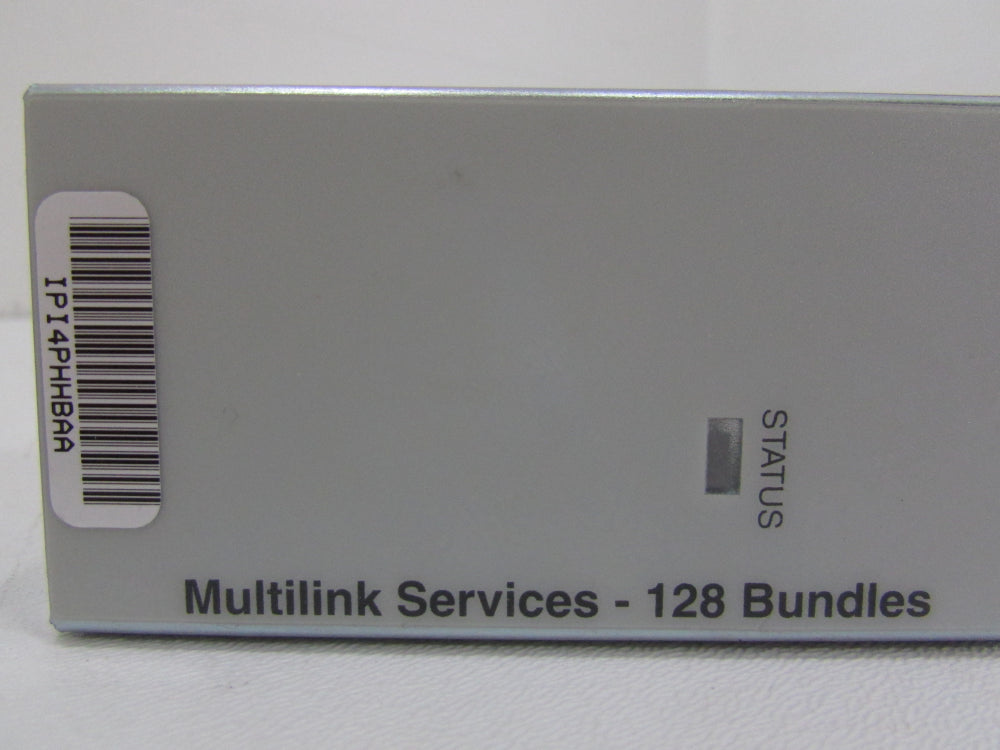 IPI4PHHBAA
STATUS
Multilink Services - 128 Bundles